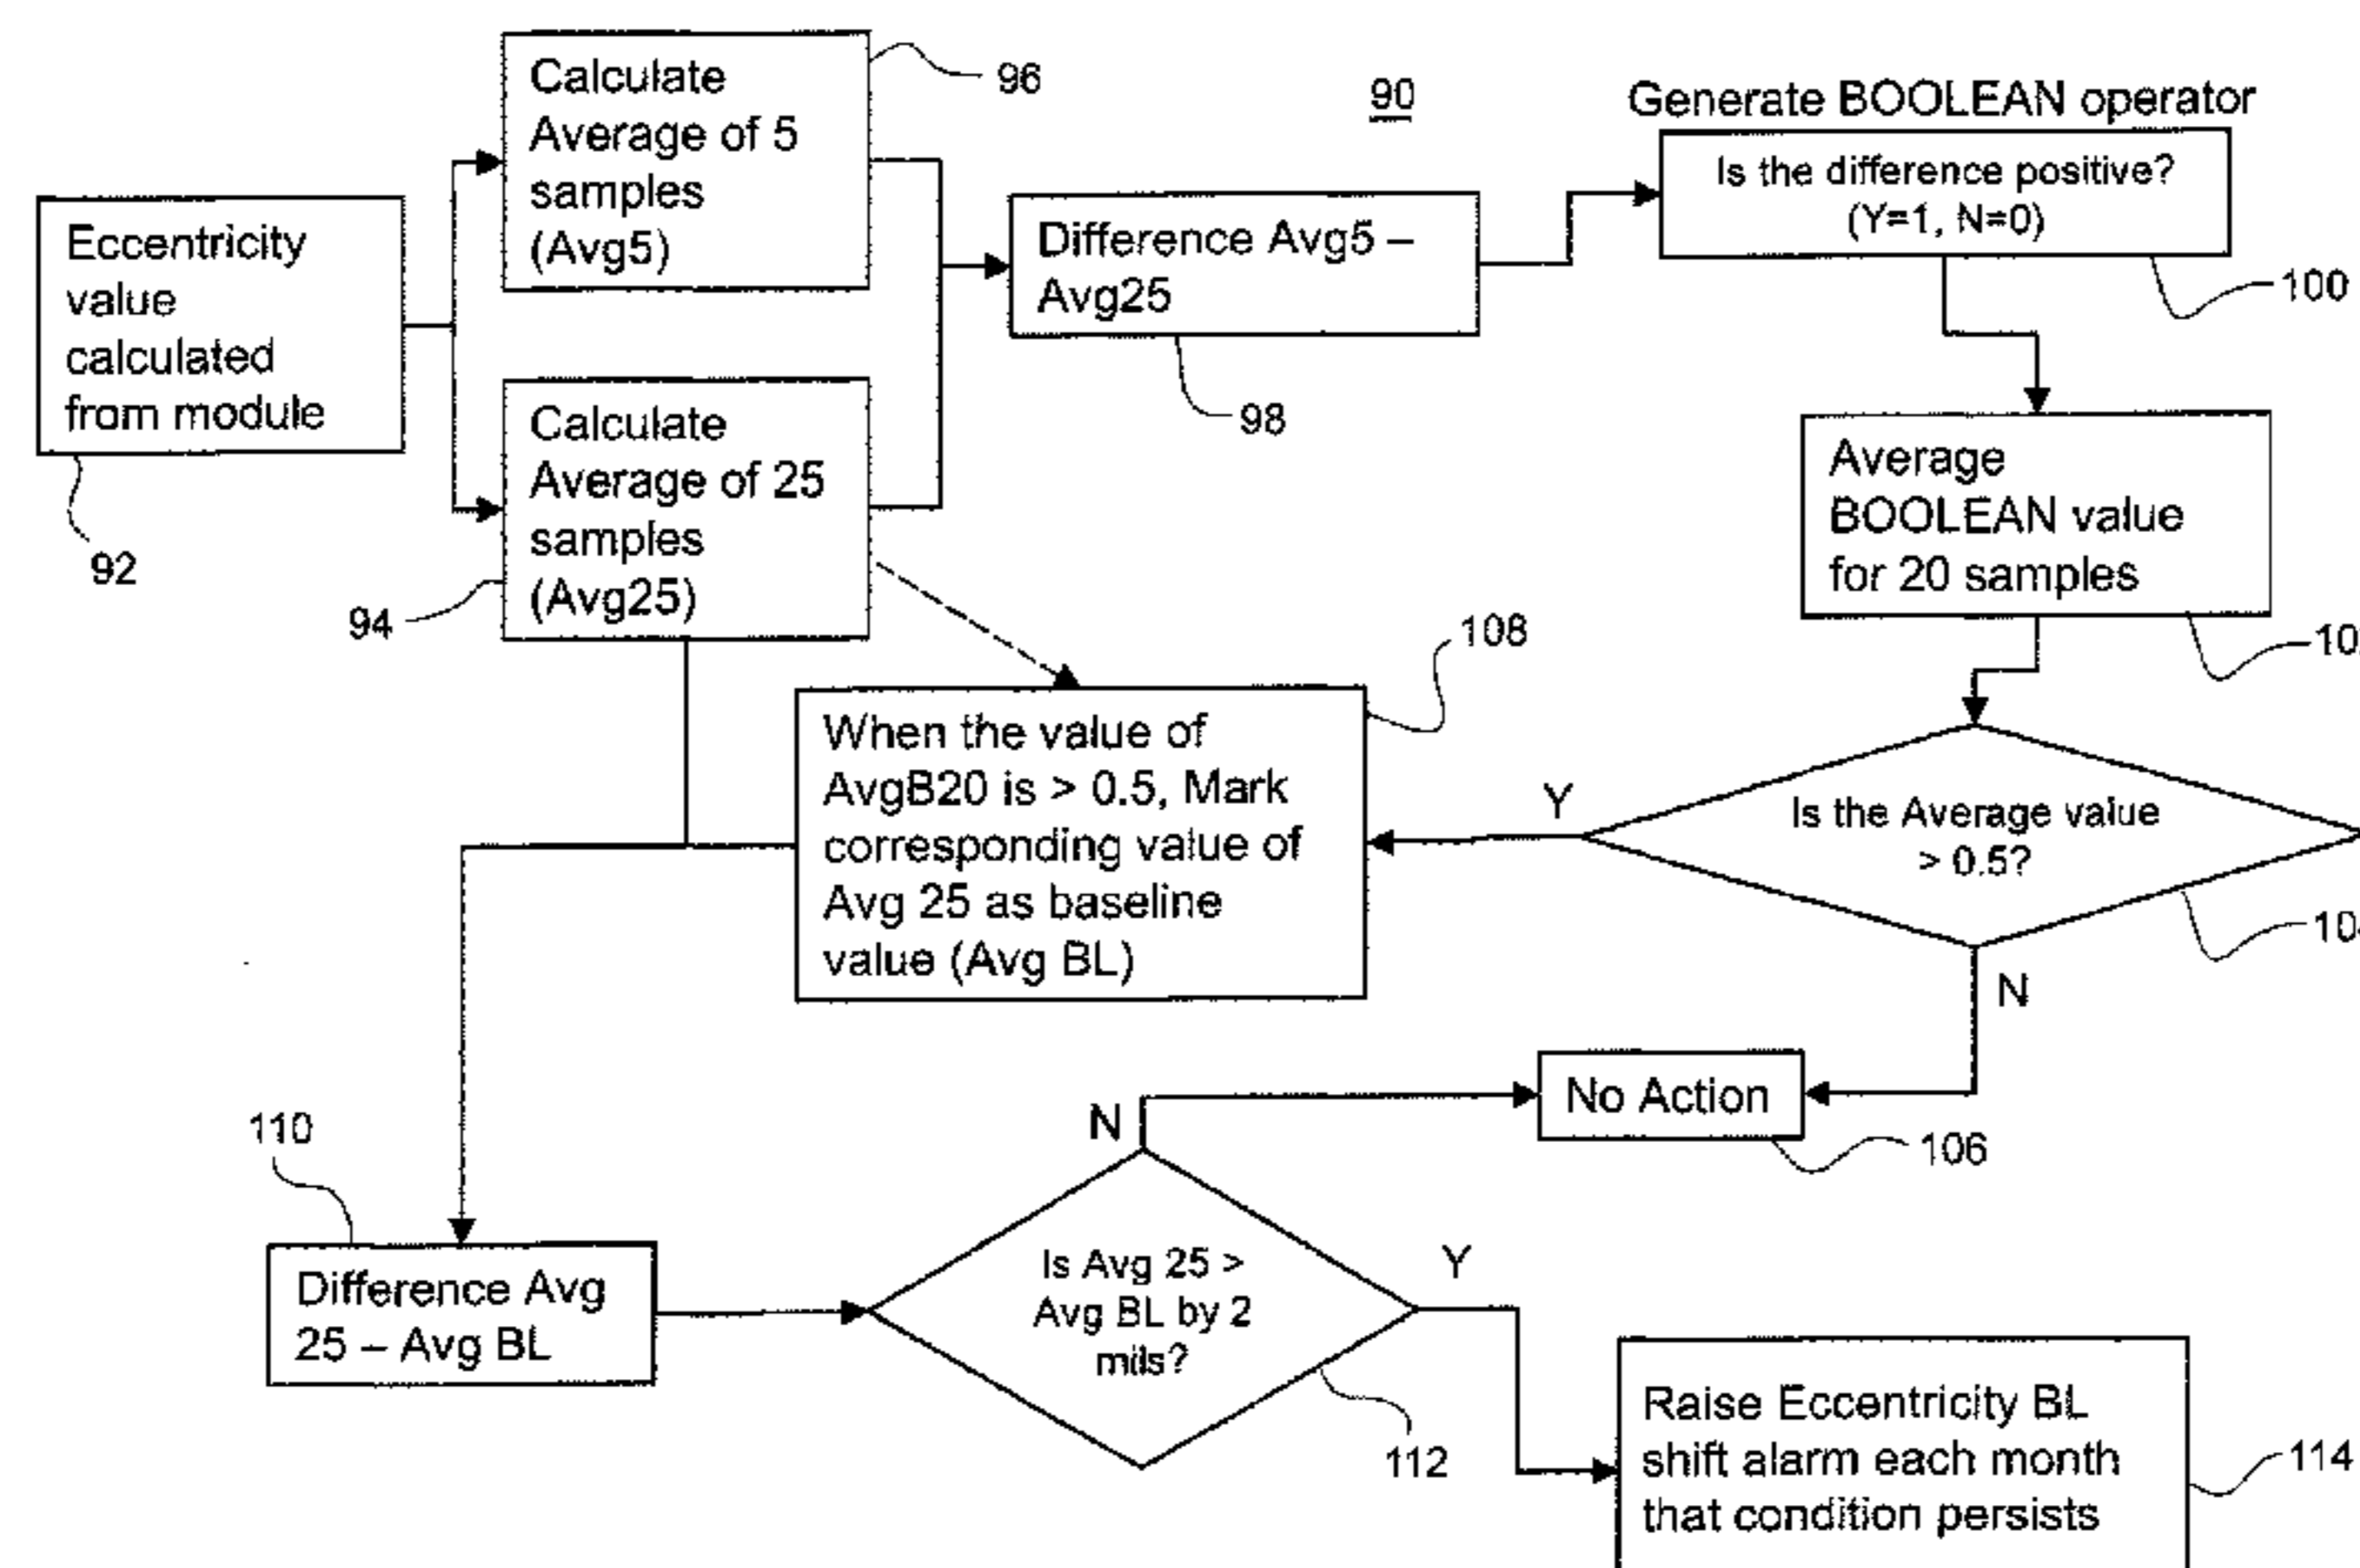 Calculate
Average of 5
samples
(Avg5)
96
90
Generate BOOLEAN operator
Is the difference positive?
(Y=1, N=0)
100
Eccentricity
value
calculated
from module
92
Difference Avg5 –
Avg25
98
Calculate
Average of 25
samples
(Avg25)
94
Average
BOOLEAN value
for 20 samples
108
When the value of
AvgB20 is > 0.5, Mark
corresponding value of
Avg 25 as baseline
value (Avg BL)
Y
Is the Average value
> 0.5?
N
No Action
106
110
Difference Avg
25 – Avg BL
N
Is Avg 25 >
Avg BL by 2
mils?
Y
112
Raise Eccentricity BL
shift alarm each month
that condition persists
114